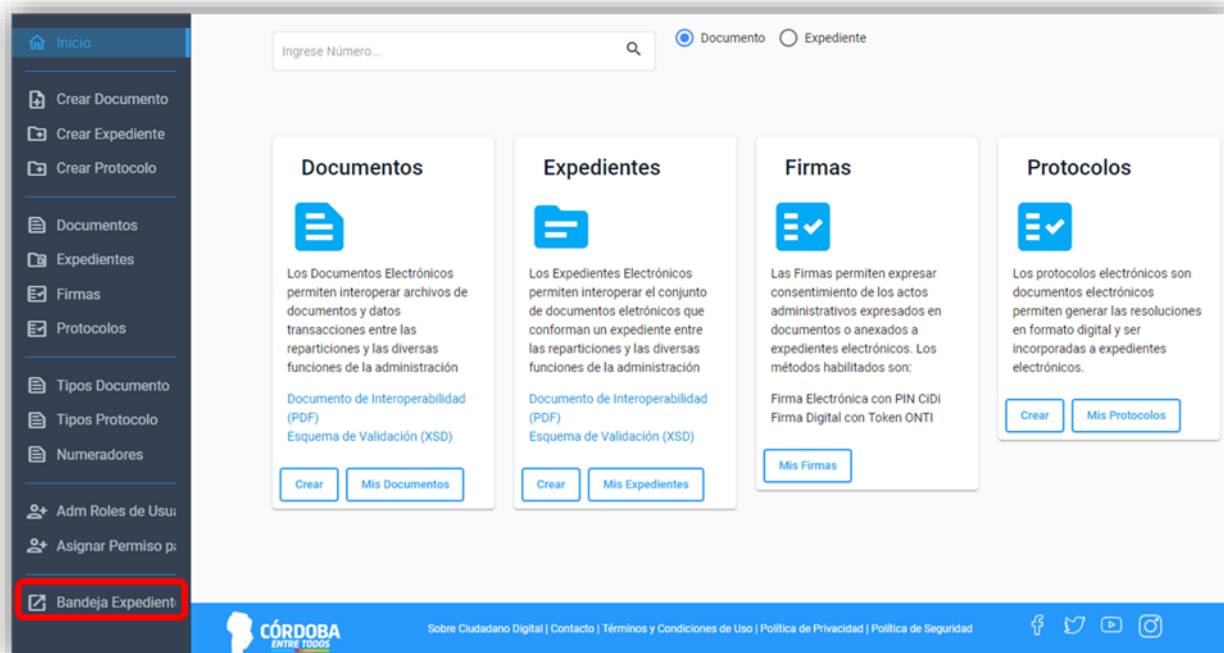 Inicio
Crear Documento
Crear Expediente
Crear Protocolo
Documentos
Expedientes
Firmas
Protocolos
Tipos Documento
Tipos Protocolo
Numeradores
Adm Roles de Usu
Asignar Permiso p
Bandeja Expedient
Ingrese Número...
Documento
Expediente
Documentos
Los Documentos Electrónicos
permiten interoperar archivos de
documentos y datos
transacciones entre las
reparticiones y las diversas
funciones de la administración
Documento de Interoperabilidad
(PDF)
Esquema de Validación (XSD)
Crear
Mis Documentos
Expedientes
Los Expedientes Electrónicos
permiten interoperar el conjunto
de documentos eletrónicos que
conforman un expediente entre
las reparticiones y las diversas
funciones de la administración
Documento de Interoperabilidad
(PDF)
Esquema de Validación (XSD)
Crear
Mis Expedientes
Firmas
Las Firmas permiten expresar
consentimiento de los actos
administrativos expresados en
documentos o anexados a
expedientes electrónicos. Los
métodos habilitados son:
Firma Electrónica con PIN CiDi
Firma Digital con Token ONTI
Mis Firmas
Protocolos
Los protocolos electrónicos son
documentos electrónicos
permiten generar las resoluciones
en formato digital y ser
incorporadas a expedientes
electrónicos.
Crear
Mis Protocolos
CÓRDOBA
ENTRE TODOS
Sobre Ciudadano Digital | Contacto | Términos y Condiciones de Uso | Política de Privacidad | Política de Seguridad